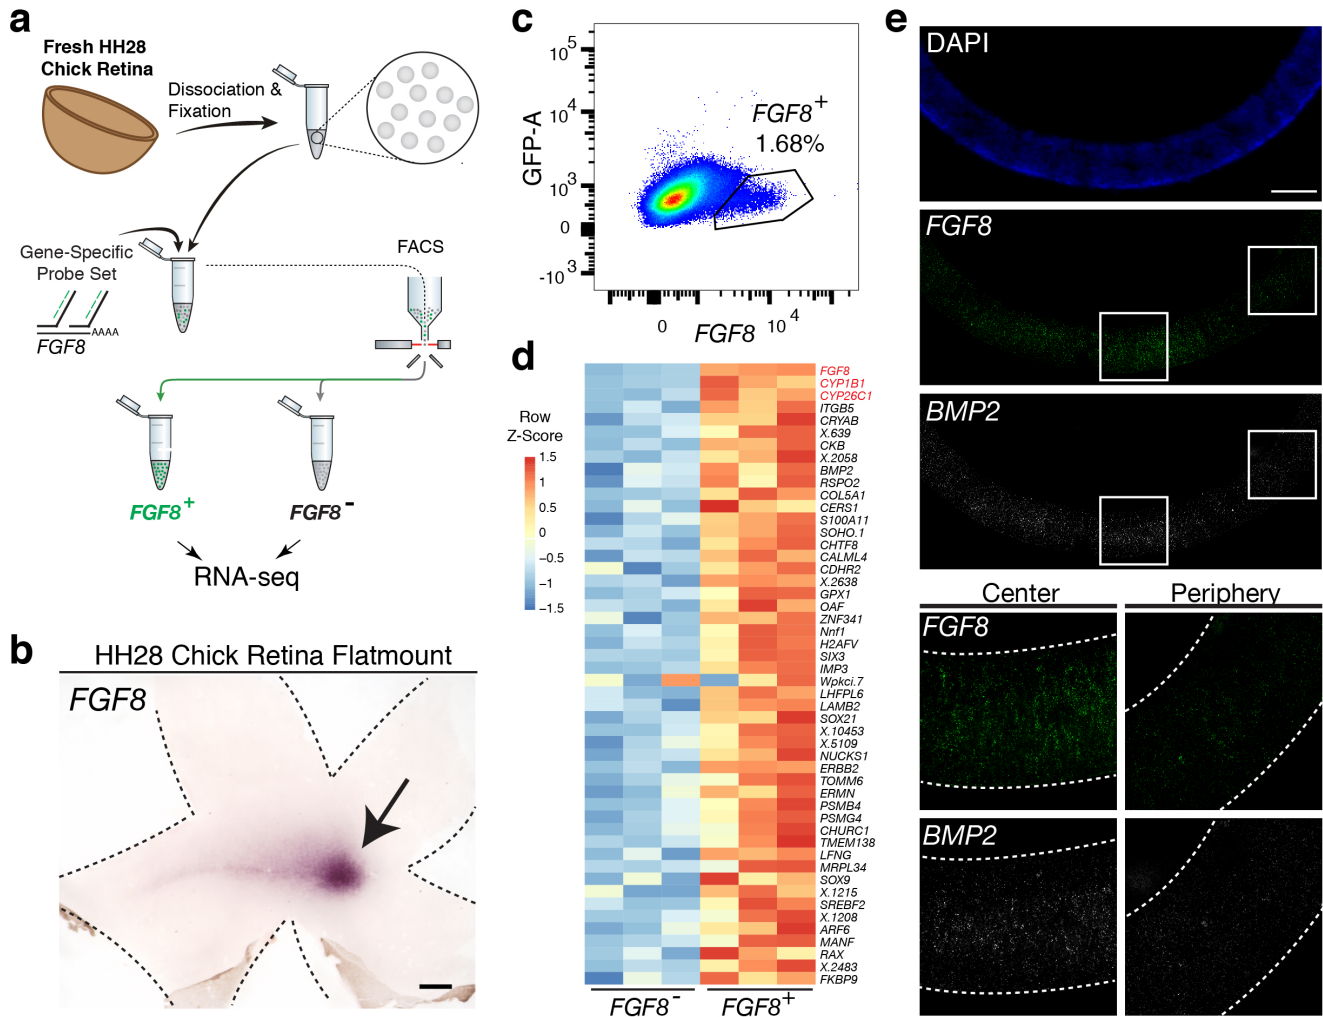 a
Fresh HH28
Chick Retina
Dissociation &
Fixation
Gene-Specific
Probe Set
AAAA
FGF8
FACS
FGF8+
FGF8-
RNA-seq
b
HH28 Chick Retina Flatmount
FGF8
c
GFP-A
10 5
10 4
10 3
0
-10 3
FGF8+
1.68%
0
10 4
FGF8
d
Row
Z-Score
1.5
1
0.5
0
−0.5
−1
−1.5
FGF8
CYP1B1
CYP26C1
ITGB5
CRYAB
X.639
CKB
X.2058
BMP2
RSPO2
COL5A1
CERS1
S100A11
SOHO.1
CHTF8
CALML4
CDHR2
X.2638
GPX1
OAF
ZNF341
Nnf1
H2AFV
SIX3
IMP3
Wpkci.7
LHFPL6
LAMB2
SOX21
X.10453
X.5109
NUCKS1
ERBB2
TOMM6
ERMN
PSMB4
PSMG4
CHURC1
TMEM138
LFNG
MRPL34
SOX9
X.1215
SREBF2
X.1208
ARF6
MANF
RAX
X.2483
FKBP9
FGF8-
FGF8+
e
DAPI
FGF8
BMP2
Center
Periphery
FGF8
BMP2